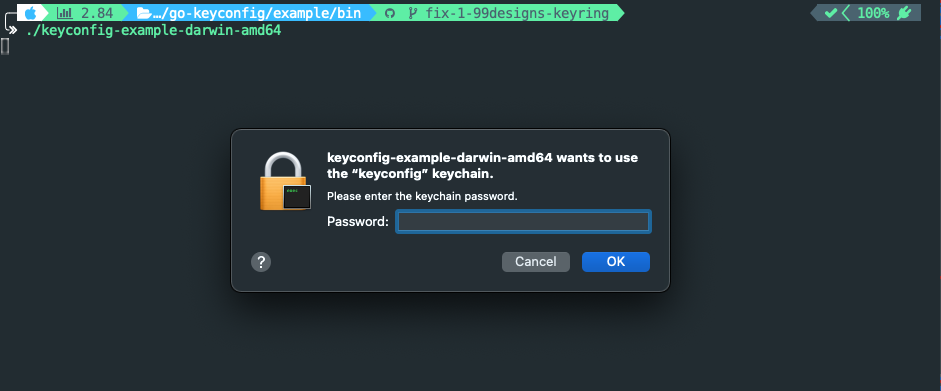 2.84 …/go-keyconfig/example/bin fix-1-99designs-keyring 100%
./keyconfig-example-darwin-amd64
keyconfig-example-darwin-amd64 wants to use
the “keyconfig” keychain.
Please enter the keychain password.
Password:
? Cancel OK